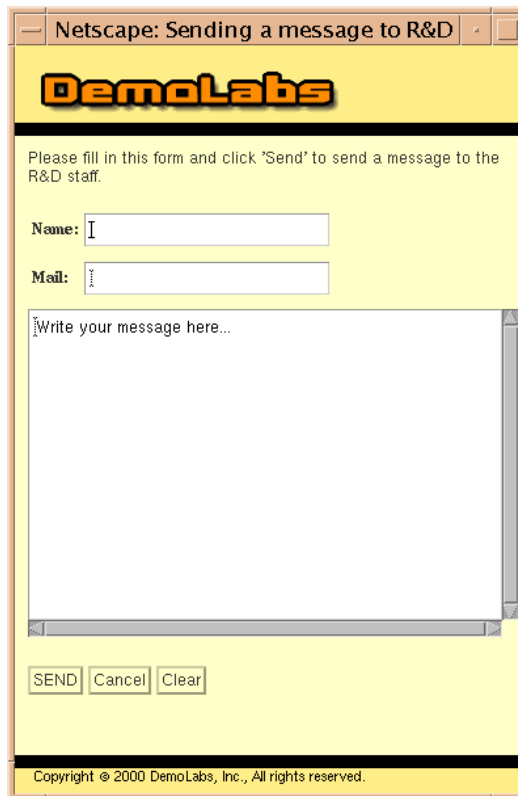 Netscape: Sending a message to R&D
DemoLabs
Please fill in this form and click 'Send' to send a message to the
R&D staff.
Name:
Mail:
Write your message here...
SEND Cancel Clear
Copyright © 2000 DemoLabs, Inc., All rights reserved.